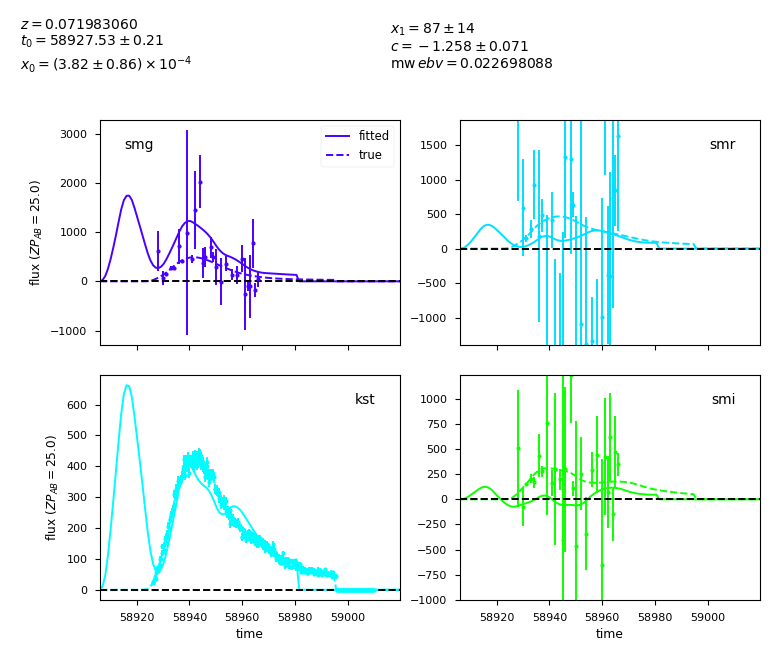 z = 0.071983060
t₀ = 58927.53 ± 0.21
x₀ = (3.82 ± 0.86) × 10⁻⁴
x₁ = 87 ± 14
c = −1.258 ± 0.071
mw ebv = 0.022698088
smg
fitted
true
3000
2000
1000
0
−1000
flux (ZP_AB = 25.0)
smr
1500
1000
500
0
−500
−1000
kst
600
500
400
300
200
100
0
flux (ZP_AB = 25.0)
58920 58940 58960 58980 59000
time
smi
1000
750
500
250
0
−250
−500
−750
−1000
58920 58940 58960 58980 59000
time